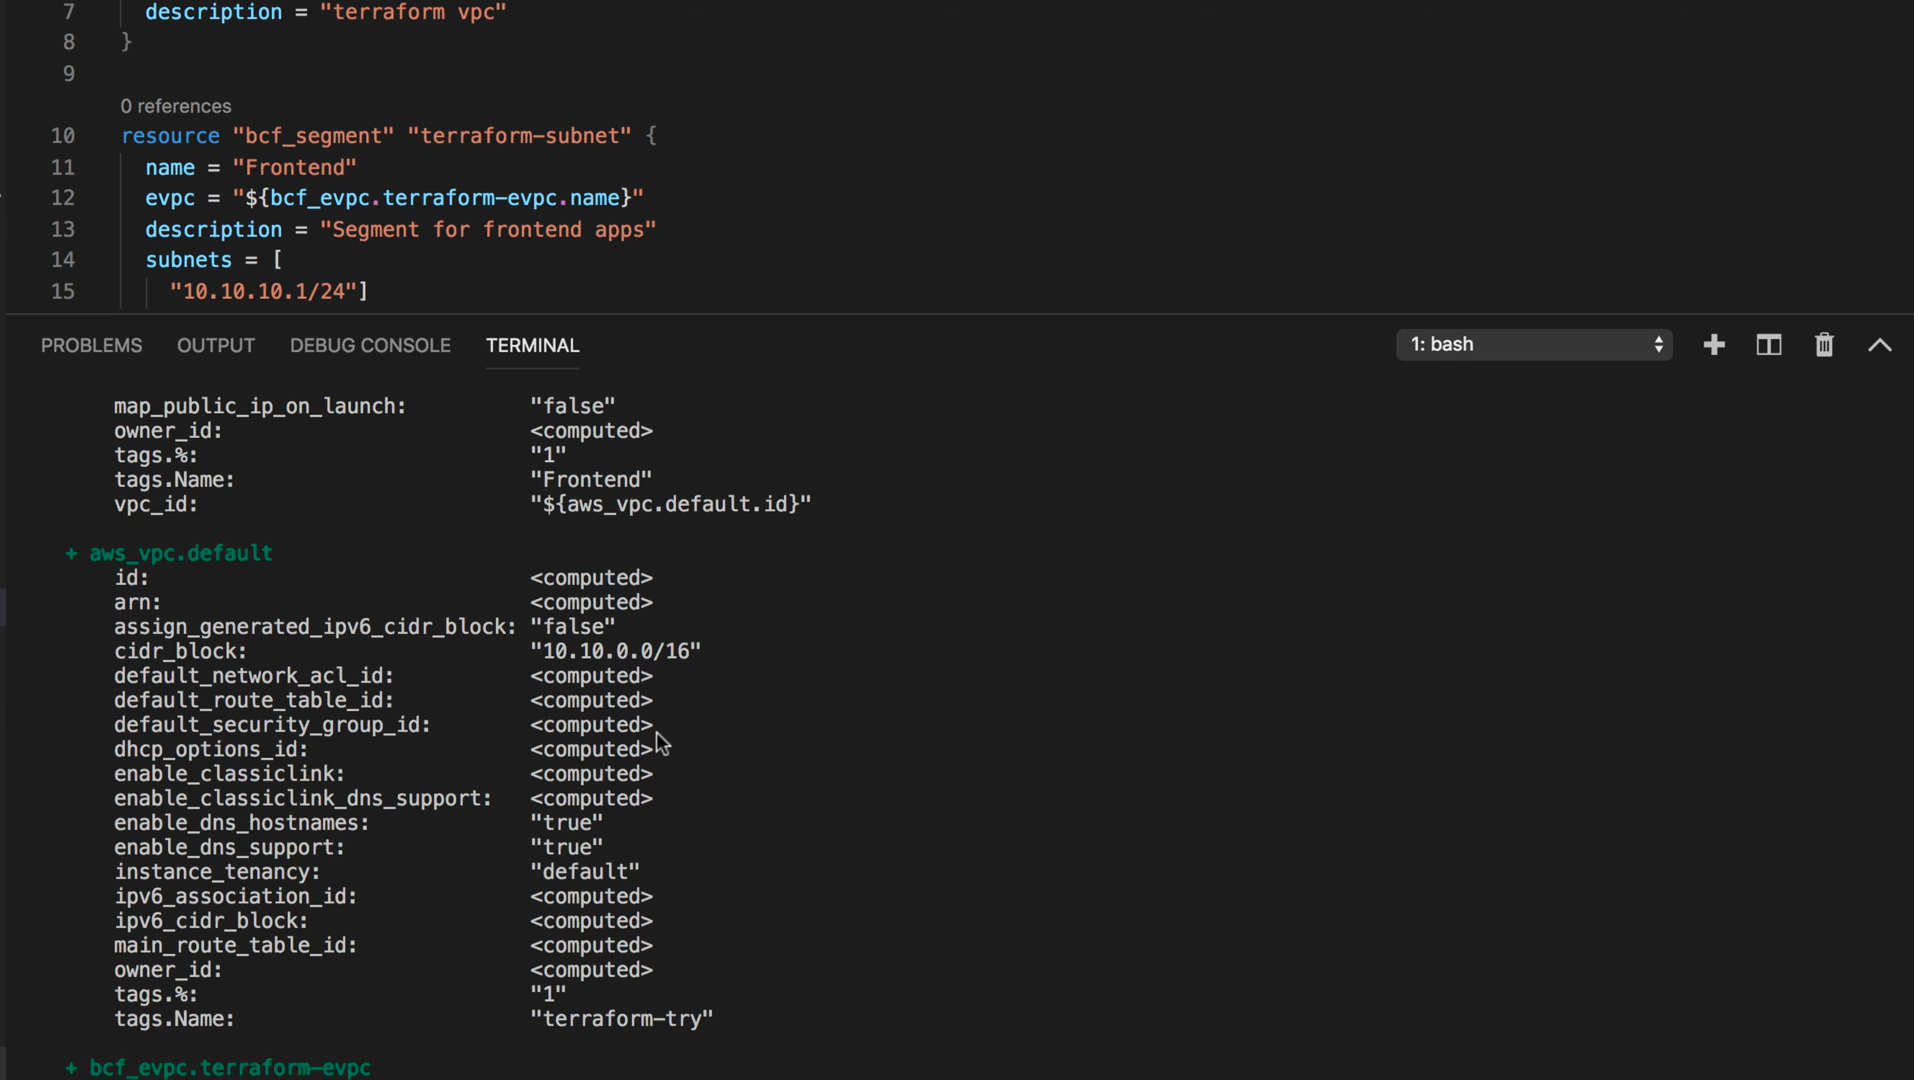 7 description = "terraform vpc"
8 }
9
0 references
10 resource "bcf_segment" "terraform-subnet" {
11 name = "Frontend"
12 evpc = "${bcf_evpc.terraform-evpc.name}"
13 description = "Segment for frontend apps"
14 subnets = [
15 "10.10.10.1/24"]
PROBLEMS OUTPUT DEBUG CONSOLE TERMINAL 1: bash
map_public_ip_on_launch: "false"
owner_id: <computed>
tags.%: "1"
tags.Name: "Frontend"
vpc_id: "${aws_vpc.default.id}"
+ aws_vpc.default
id: <computed>
arn: <computed>
assign_generated_ipv6_cidr_block: "false"
cidr_block: "10.10.0.0/16"
default_network_acl_id: <computed>
default_route_table_id: <computed>
default_security_group_id: <computed>
dhcp_options_id: <computed>
enable_classiclink: <computed>
enable_classiclink_dns_support: <computed>
enable_dns_hostnames: "true"
enable_dns_support: "true"
instance_tenancy: "default"
ipv6_association_id: <computed>
ipv6_cidr_block: <computed>
main_route_table_id: <computed>
owner_id: <computed>
tags.%: "1"
tags.Name: "terraform-try"
+ bcf_evpc.terraform-evpc